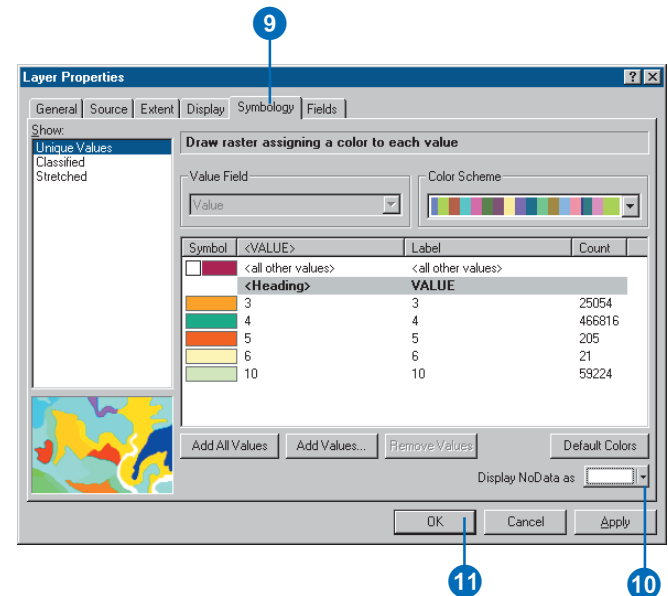 9
Layer Properties
? X
General Source Extent Display Symbology Fields
Show:
Unique Values
Classified
Stretched
Draw raster assigning a color to each value
Value Field
Value
Color Scheme
Symbol <VALUE> Label Count
<all other values> <all other values>
<Heading> VALUE
3 3 25054
4 4 466816
5 5 205
6 6 21
10 10 59224
Add All Values Add Values... Remove Values Default Colors
Display NoData as
OK Cancel Apply
11 10